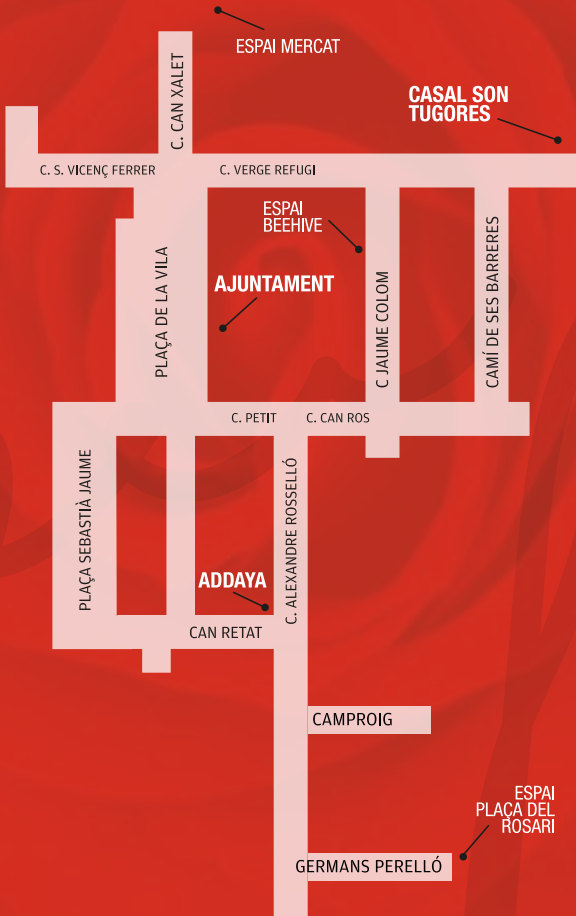 ESPAI MERCAT
C. CAN XALET
CASAL SON
TUGORES
C. S. VICENÇ FERRER
C. VERGE REFUGI
ESPAI
BEEHIVE
PLAÇA DE LA VILA
AJUNTAMENT
C JAUME COLOM
CAMÍ DE SES BARRERES
C. PETIT
C. CAN ROS
PLAÇA SEBASTIÀ JAUME
C. ALEXANDRE ROSSELLÓ
ADDAYA
CAN RETAT
CAMPROIG
ESPAI
PLAÇA DEL
ROSARI
GERMANS PERELLÓ